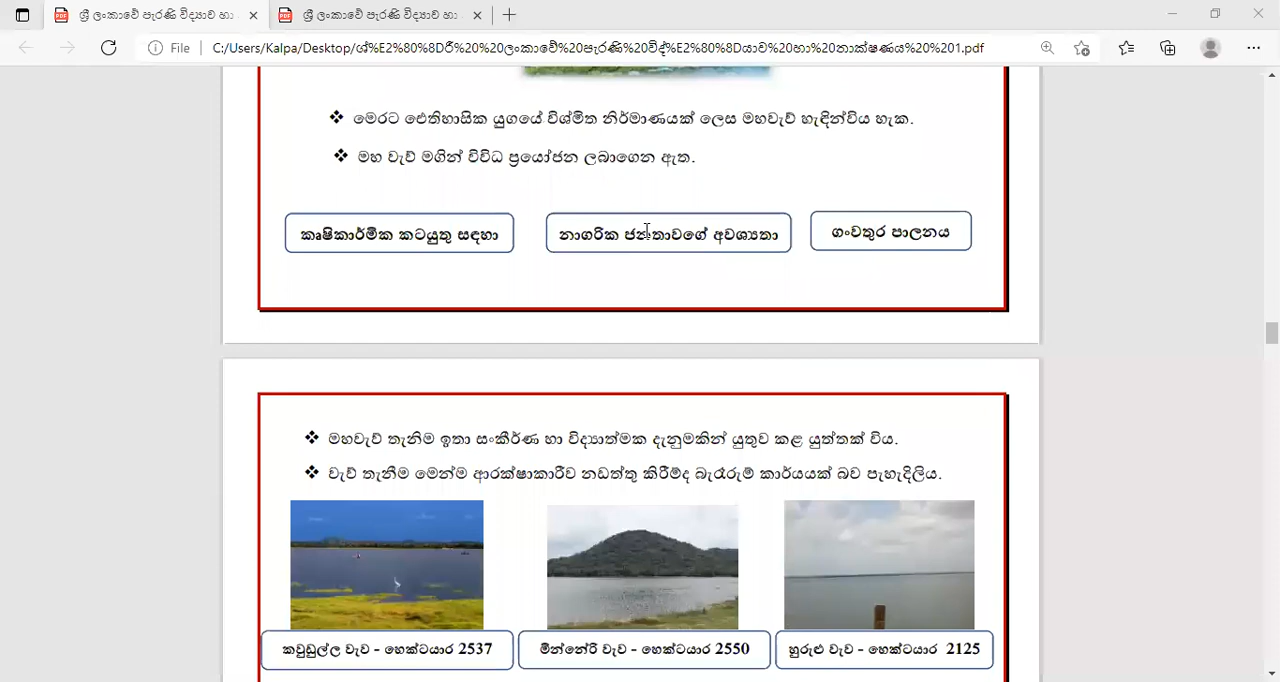 ශ්‍රී ලංකාවේ පැරණි විද්‍යාව හා
ශ්‍රී ලංකාවේ පැරණි විද්‍යාව හා
File
C:/Users/Kalpa/Desktop/ශ්%E2%80%8Dරී%20%20ලංකාවේ%20පැරණි%20විද්%E2%80%8Dයාව%20හා%20තාක්ෂණය%20%201.pdf
❖ මෙරට ඓතිහාසික යුගයේ විශ්මිත නිර්මාණයක් ලෙස මහවැව් හැඳින්විය හැක.
❖ මහ වැව් මගින් විවිධ ප්‍රයෝජන ලබාගෙන ඇත.
කෘෂිකාර්මික කටයුතු සඳහා
නාගරික ජනතාවගේ අවශ්‍යතා
ගංවතුර පාලනය
❖ මහවැව් තැනිම ඉතා සංකීර්ණ හා විද්‍යාත්මක දැනුමකින් යුතුව කළ යුත්තක් විය.
❖ වැව් තැනීම මෙන්ම ආරක්ෂාකාරීව නඩත්තු කිරීම්ද බැරෑරුම් කාර්යයක් බව පැහැදිලිය.
කවුඩුල්ල වැව - හෙක්ටයාර 2537
මින්නේරි වැව - හෙක්ටයාර 2550
හුරුළු වැව - හෙක්ටයාර 2125